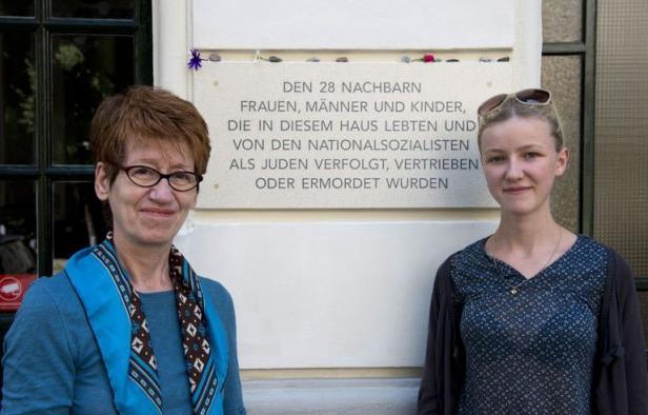 DEN 28 NACHBARN
FRAUEN, MÄNNER UND KINDER,
DIE IN DIESEM HAUS LEBTEN UND
VON DEN NATIONALSOZIALISTEN
ALS JUDEN VERFOLGT, VERTRIEBEN
ODER ERMORDET WURDEN